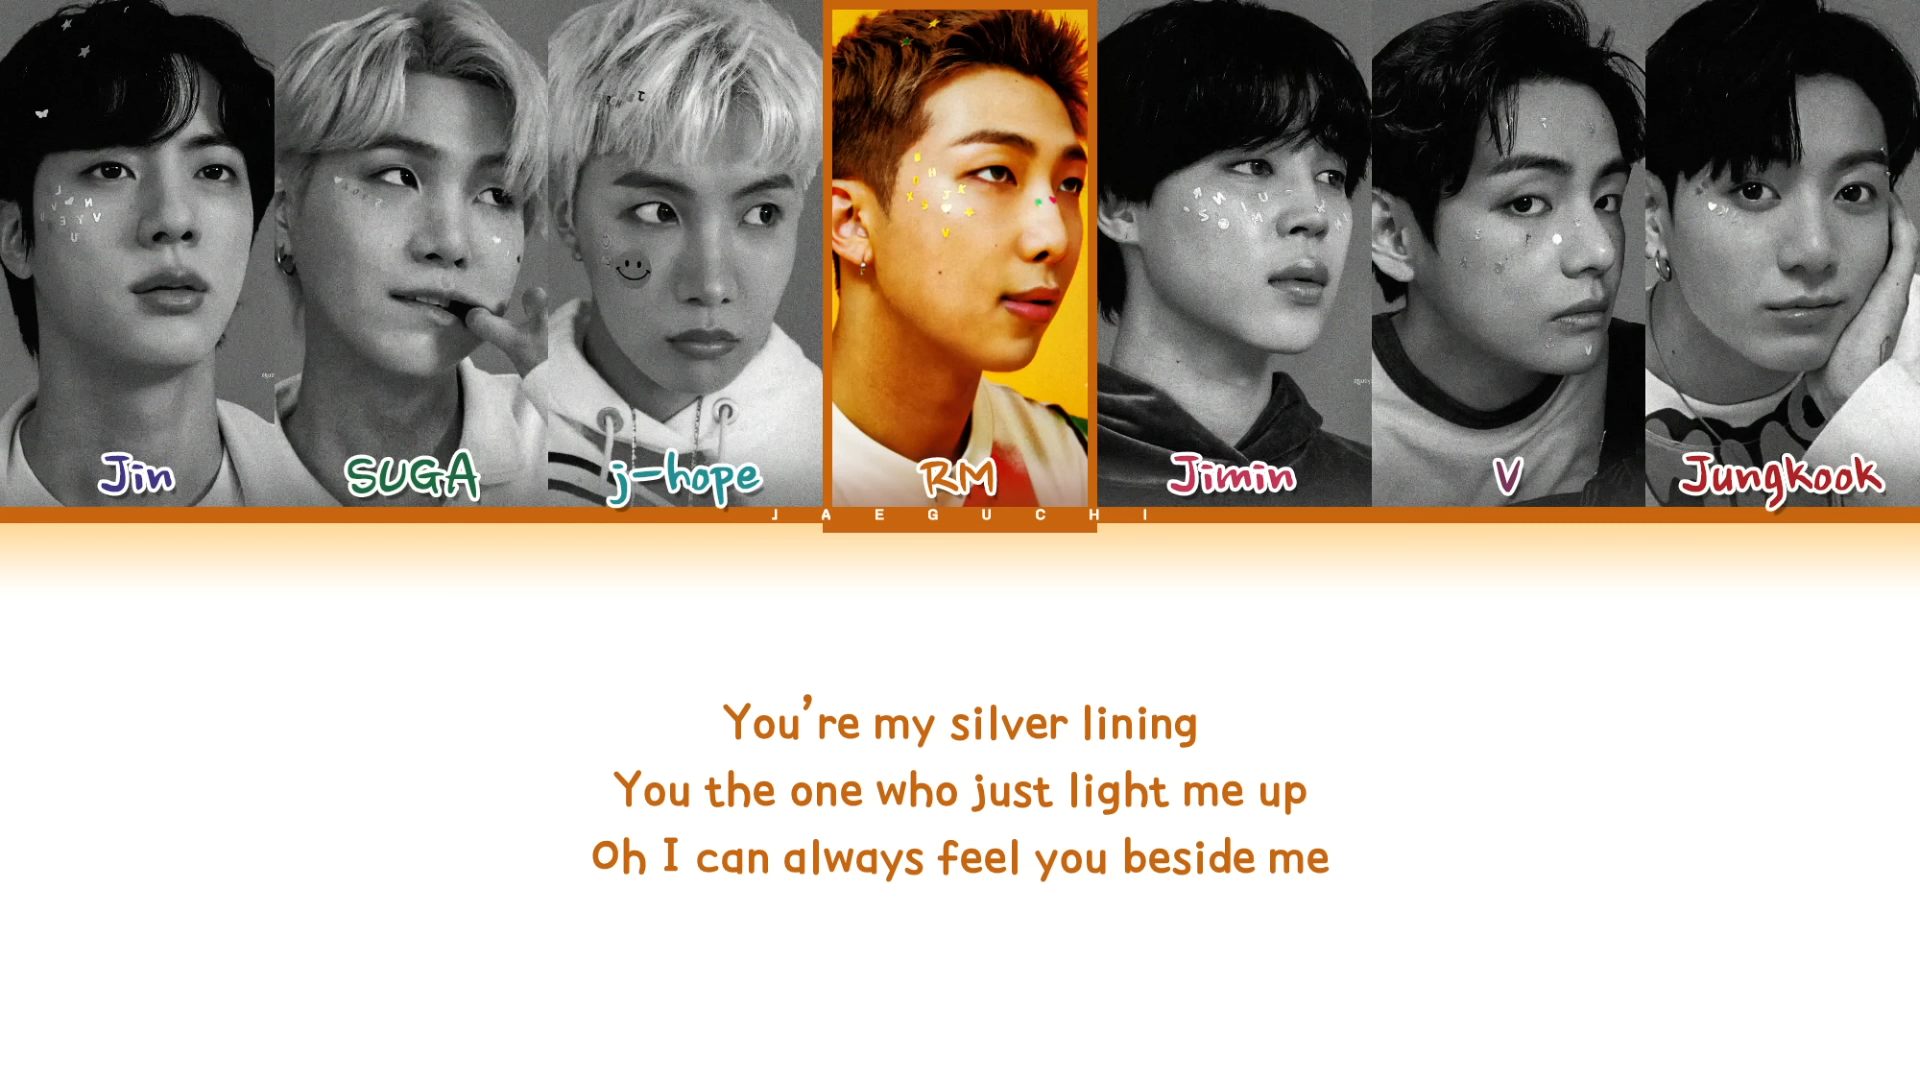 Jin SUGA j-hope RM Jimin V Jungkook
JAEGUCHI
You're my silver lining
You the one who just light me up
Oh I can always feel you beside me